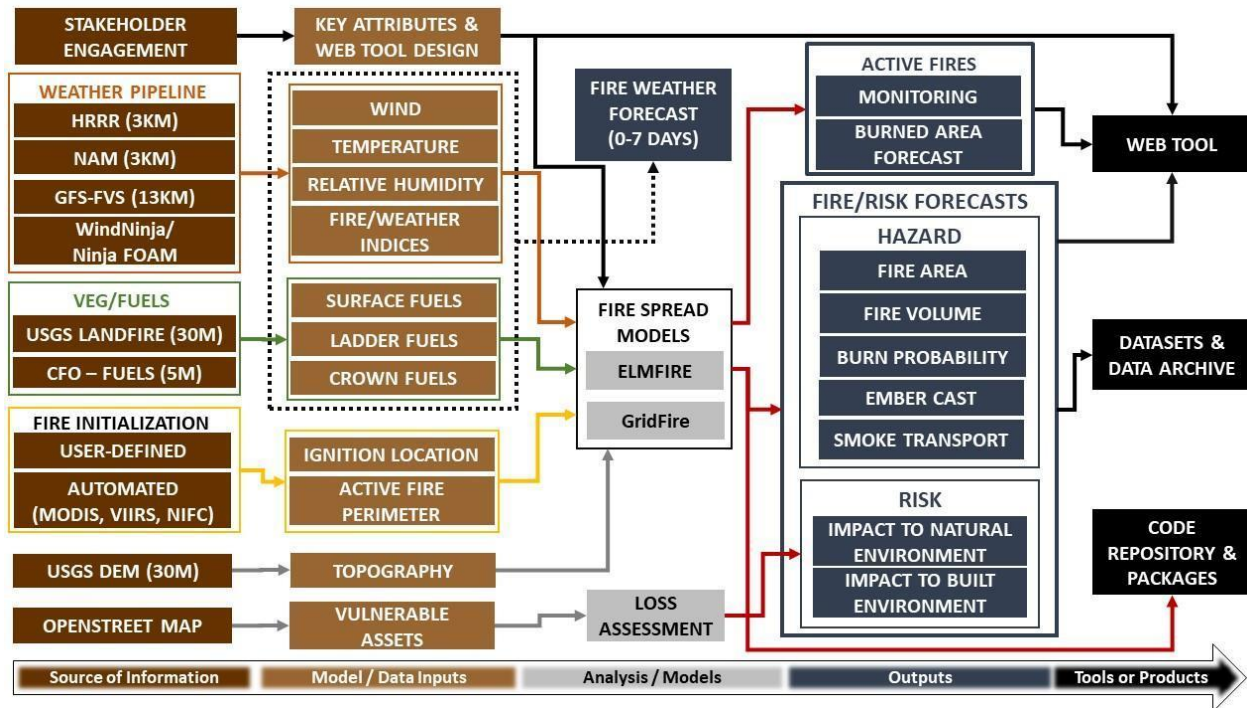 STAKEHOLDER
ENGAGEMENT
KEY ATTRIBUTES &
WEB TOOL DESIGN
WEATHER PIPELINE
HRRR (3KM)
NAM (3KM)
GFS-FVS (13KM)
WindNinja/
Ninja FOAM
WIND
TEMPERATURE
RELATIVE HUMIDITY
FIRE/WEATHER
INDICES
FIRE WEATHER
FORECAST
(0-7 DAYS)
VEG/FUELS
USGS LANDFIRE (30M)
CFO – FUELS (5M)
SURFACE FUELS
LADDER FUELS
CROWN FUELS
FIRE INITIALIZATION
USER-DEFINED
AUTOMATED
(MODIS, VIIRS, NIFC)
IGNITION LOCATION
ACTIVE FIRE
PERIMETER
USGS DEM (30M)
TOPOGRAPHY
OPENSTREET MAP
VULNERABLE
ASSETS
FIRE SPREAD
MODELS
ELMFIRE
GridFire
LOSS
ASSESSMENT
ACTIVE FIRES
MONITORING
BURNED AREA
FORECAST
FIRE/RISK FORECASTS
HAZARD
FIRE AREA
FIRE VOLUME
BURN PROBABILITY
EMBER CAST
SMOKE TRANSPORT
RISK
IMPACT TO NATURAL
ENVIRONMENT
IMPACT TO BUILT
ENVIRONMENT
WEB TOOL
DATASETS &
DATA ARCHIVE
CODE
REPOSITORY &
PACKAGES
Source of Information
Model / Data Inputs
Analysis / Models
Outputs
Tools or Products